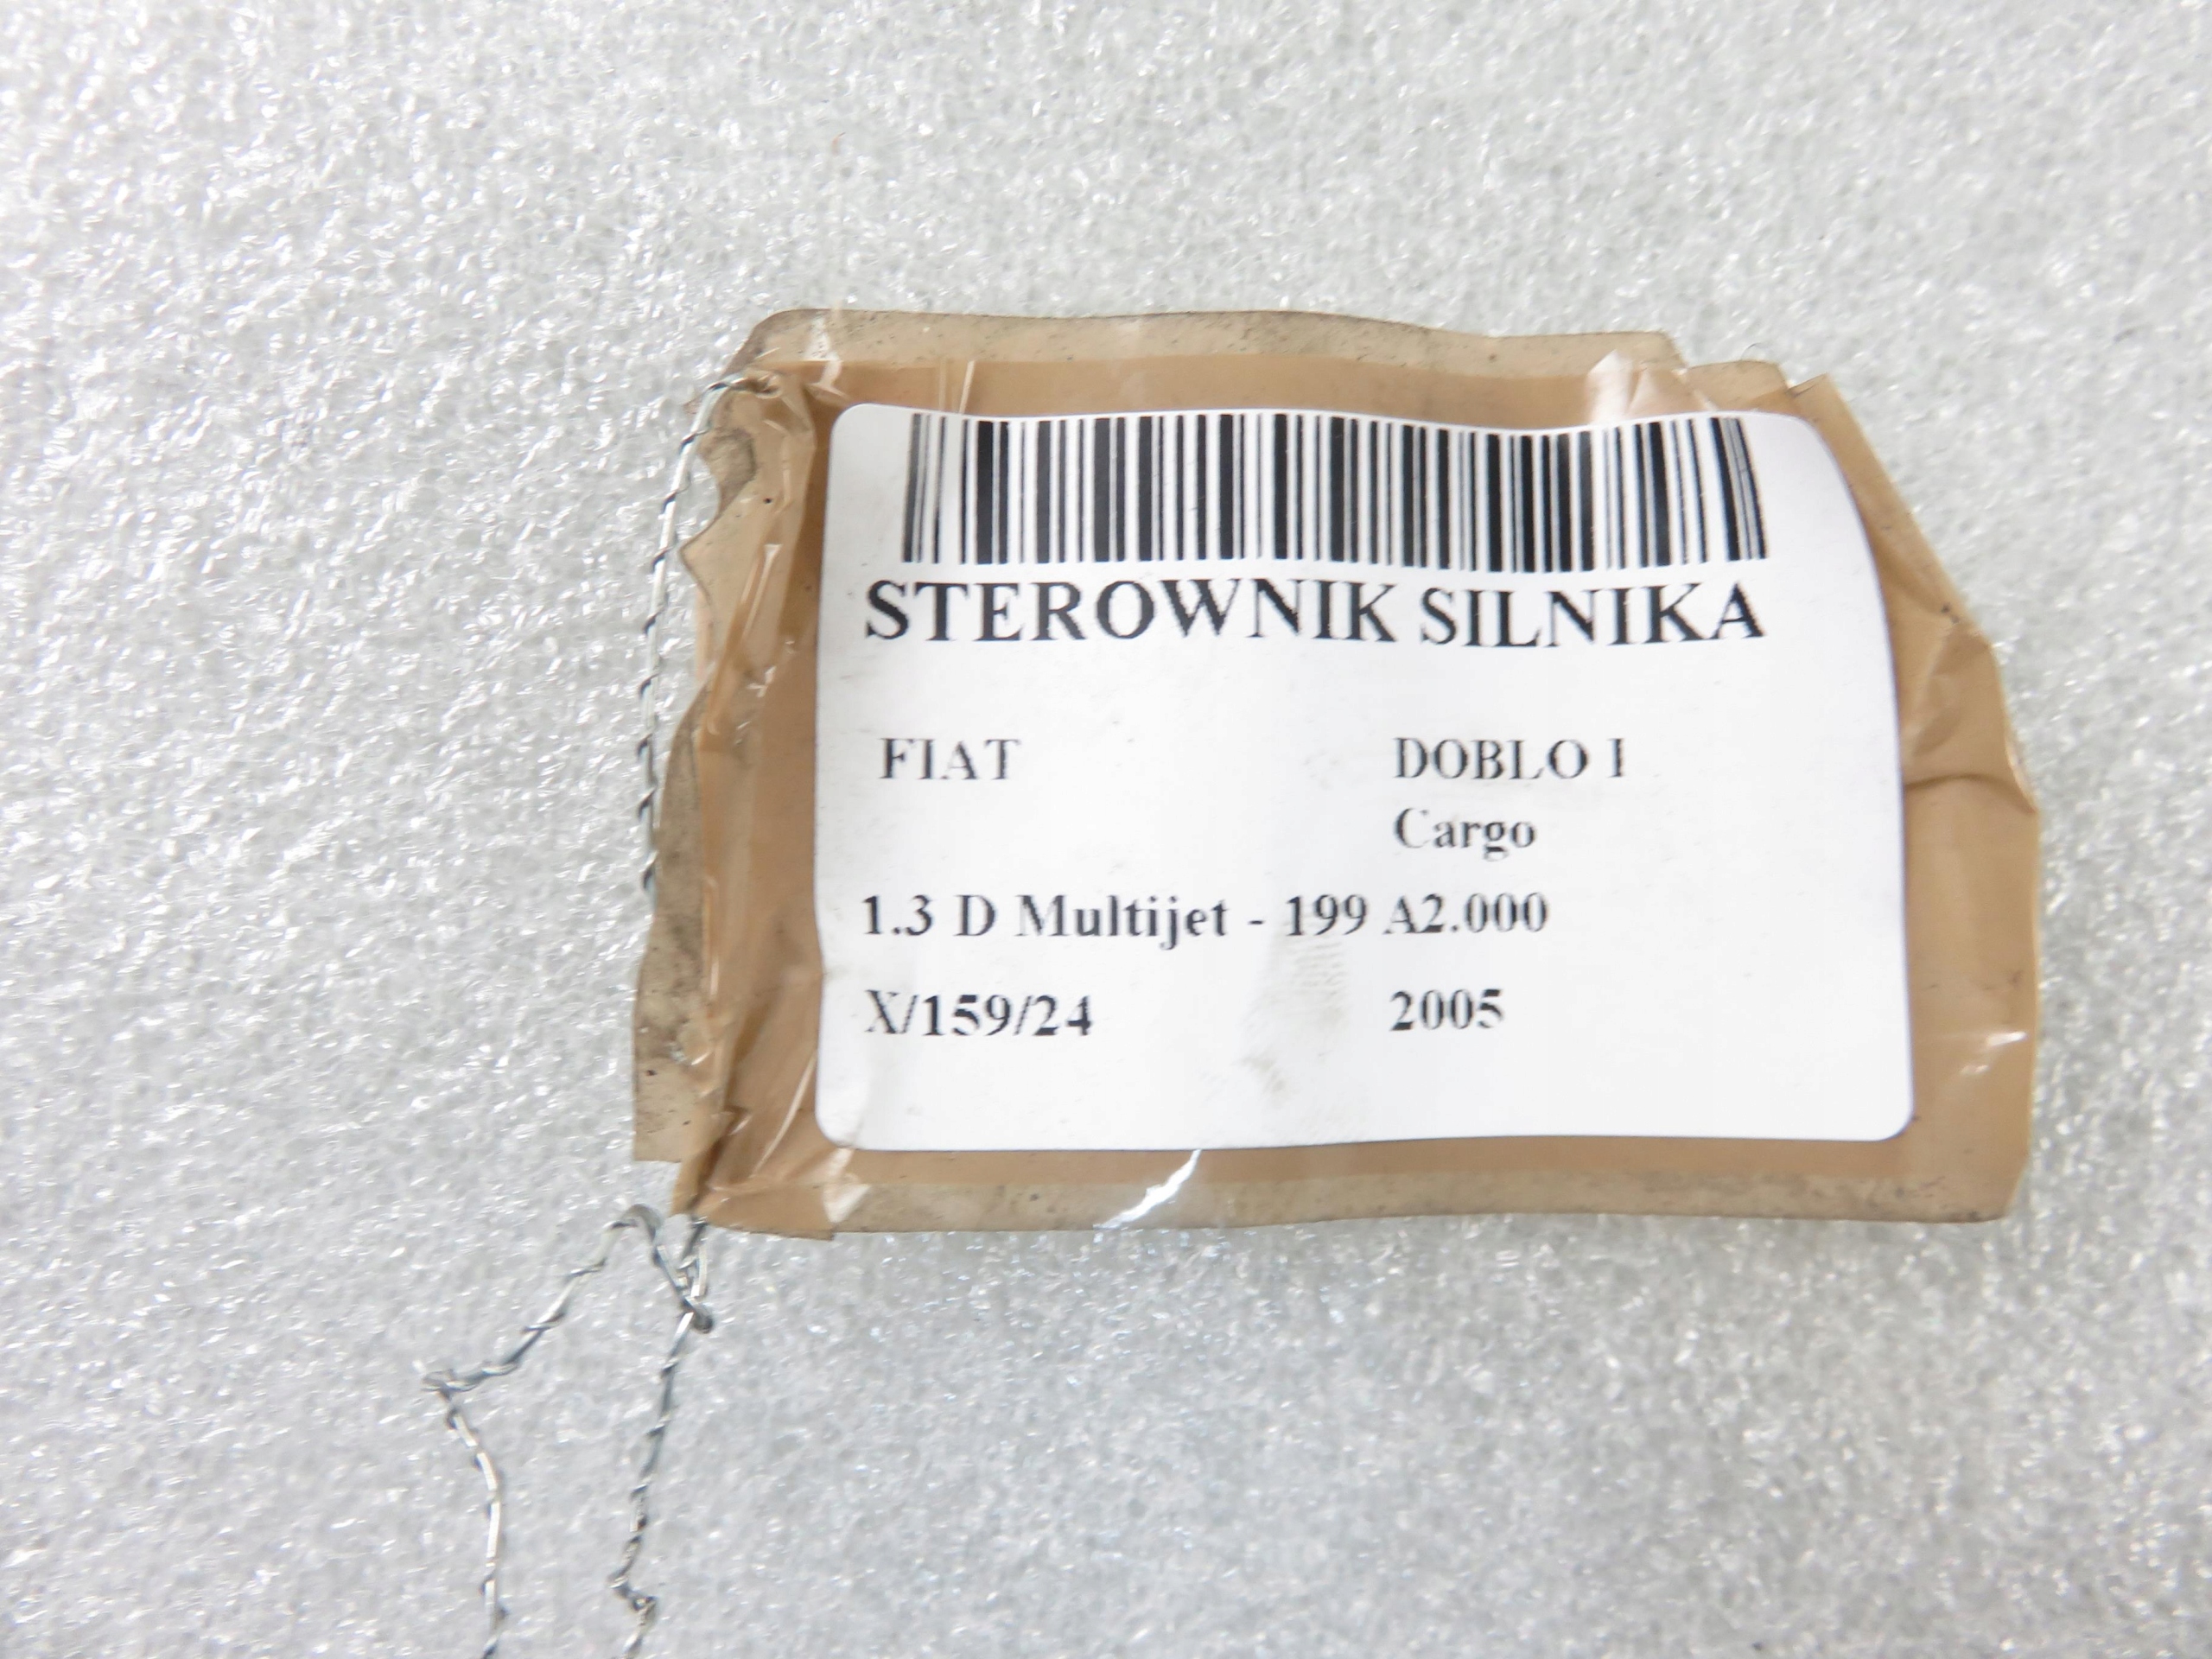 STEROWNIK SILNIKA
FIAT DOBLO I
Cargo
1.3 D Multijet - 199 A2.000
X/159/24 2005